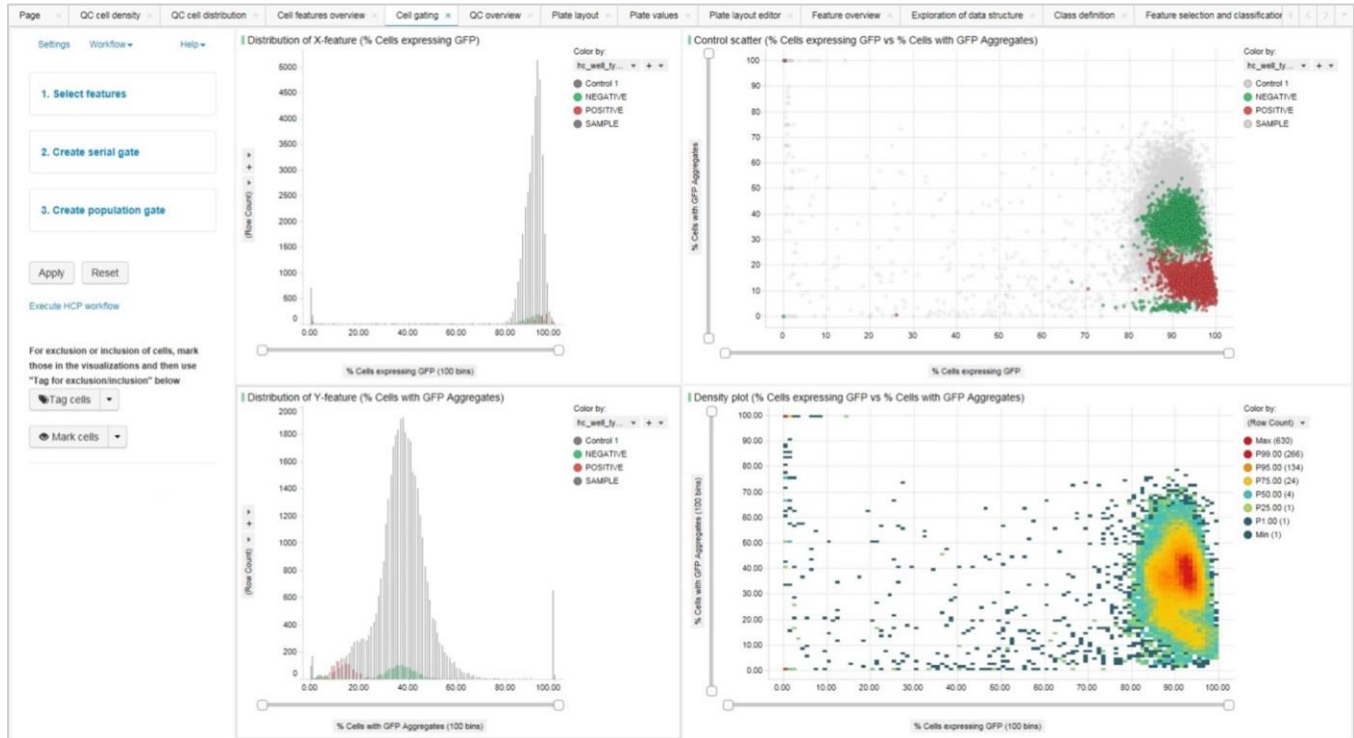 Page
QC cell density
QC cell distribution
Cell features overview
Cell gating
QC overview
Plate layout
Plate values
Plate layout editor
Feature overview
Exploration of data structure
Class definition
Feature selection and classification
Settings
Workflow
Help
1. Select features
2. Create serial gate
3. Create population gate
Apply
Reset
Execute HCP workflow
For exclusion or inclusion of cells, mark
those in the visualizations and then use
"Tag for exclusion/inclusion" below
Tag cells
Mark cells
Distribution of X-feature (% Cells expressing GFP)
Color by:
hc_well_ty...
Control 1
NEGATIVE
POSITIVE
SAMPLE
(Row Count)
5000
4500
4000
3500
3000
2500
2000
1500
1000
500
0
0.00 20.00 40.00 60.00 80.00 100.00
% Cells expressing GFP (100 bins)
Control scatter (% Cells expressing GFP vs % Cells with GFP Aggregates)
Color by:
hc_well_ty...
Control 1
NEGATIVE
POSITIVE
SAMPLE
% Cells with GFP Aggregates
100
90
80
70
60
50
40
30
20
10
0
0 10 20 30 40 50 60 70 80 90 100
% Cells expressing GFP
Distribution of Y-feature (% Cells with GFP Aggregates)
Color by:
hc_well_ty...
Control 1
NEGATIVE
POSITIVE
SAMPLE
(Row Count)
2000
1800
1600
1400
1200
1000
800
600
400
200
0
0.00 20.00 40.00 60.00 80.00 100.00
% Cells with GFP Aggregates (100 bins)
Density plot (% Cells expressing GFP vs % Cells with GFP Aggregates)
Color by:
(Row Count)
Max (630)
P99.00 (266)
P95.00 (134)
P75.00 (24)
P50.00 (4)
P25.00 (1)
P1.00 (1)
Min (1)
% Cells with GFP Aggregates (100 bins)
100.00
90.00
80.00
70.00
60.00
50.00
40.00
30.00
20.00
10.00
0.00
0.00 10.00 20.00 30.00 40.00 50.00 60.00 70.00 80.00 90.00 100.00
% Cells expressing GFP (100 bins)